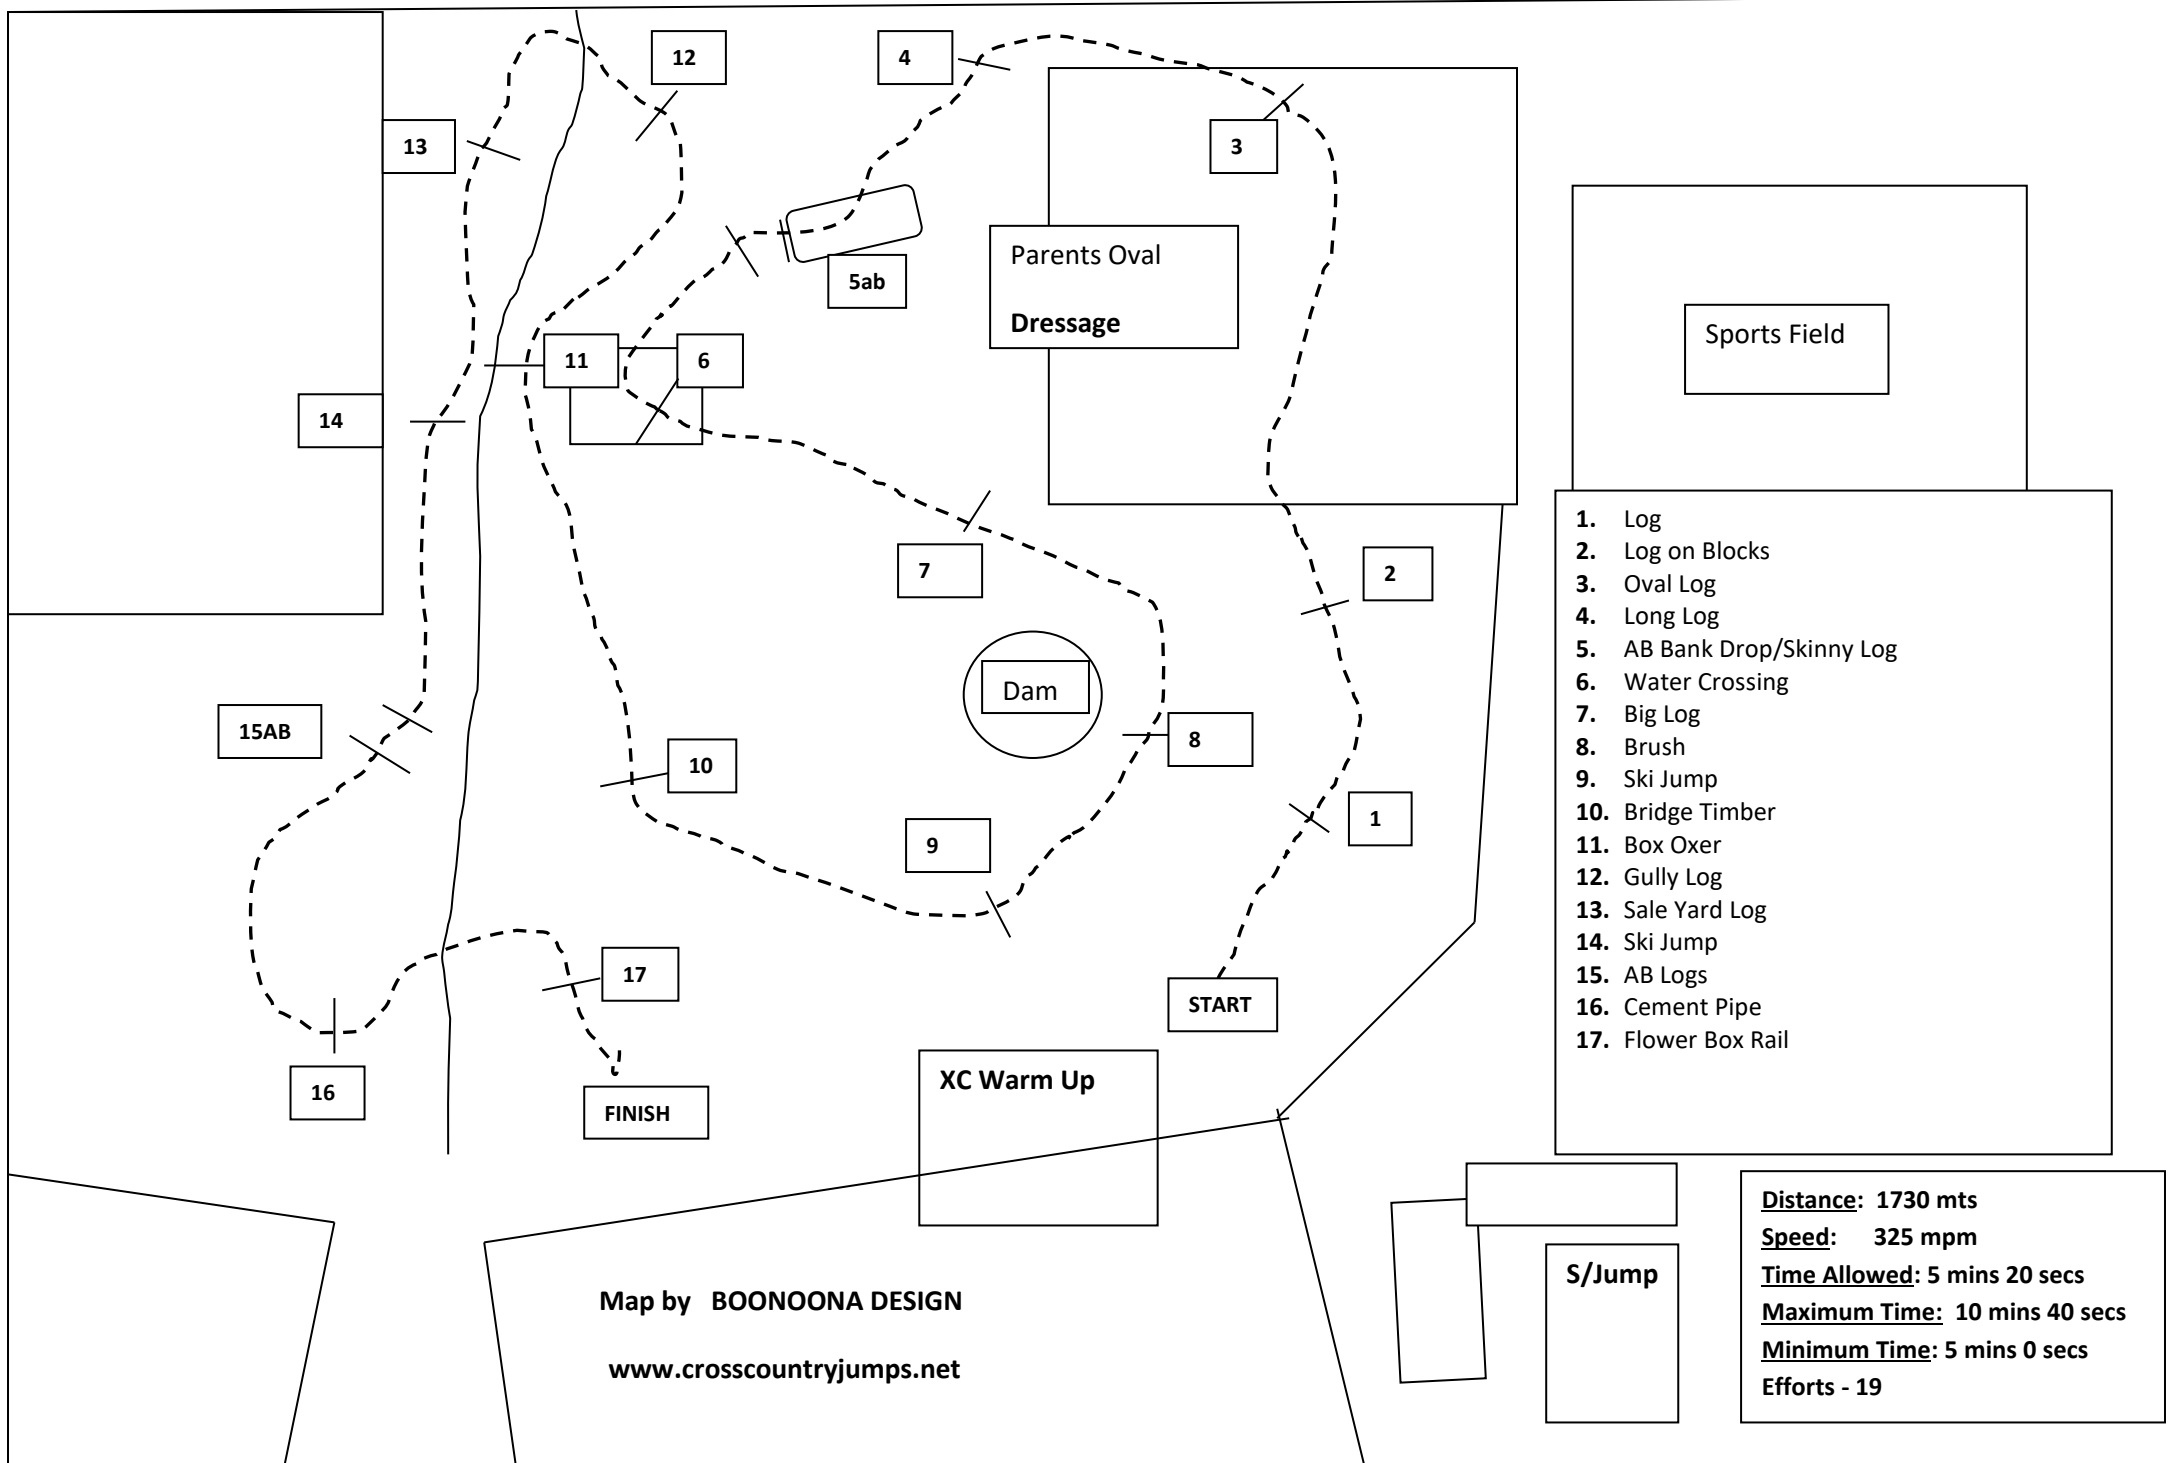 12
4
13
3
5ab
Parents Oval
Dressage
Sports Field
11
6
14
7
2
Dam
15AB
8
10
1
9
17
START
16
FINISH
XC Warm Up
1. Log
2. Log on Blocks
3. Oval Log
4. Long Log
5. AB Bank Drop/Skinny Log
6. Water Crossing
7. Big Log
8. Brush
9. Ski Jump
10. Bridge Timber
11. Box Oxer
12. Gully Log
13. Sale Yard Log
14. Ski Jump
15. AB Logs
16. Cement Pipe
17. Flower Box Rail
S/Jump
Distance: 1730 mts
Speed: 325 mpm
Time Allowed: 5 mins 20 secs
Maximum Time: 10 mins 40 secs
Minimum Time: 5 mins 0 secs
Efforts - 19
Map by BOONOONA DESIGN
www.crosscountryjumps.net